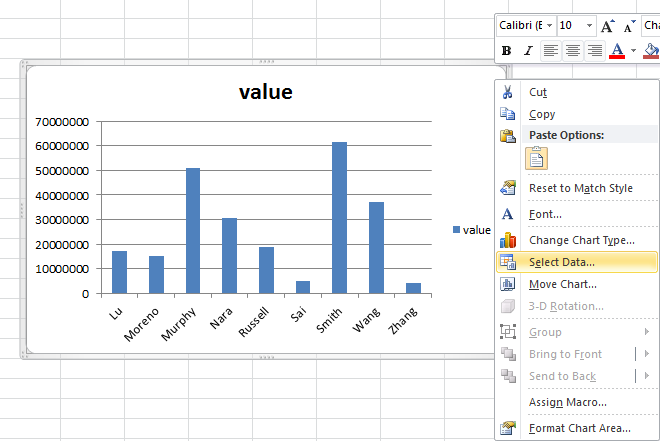 Calibri (E 10 A A Cha
B I A
value
70000000
60000000
50000000
40000000
30000000
20000000
10000000
0
Lu Moreno Murphy Nara Russell Sai Smith Wang Zhang
value
Cut
Copy
Paste Options:
Reset to Match Style
A Font...
Change Chart Type...
Select Data...
Move Chart...
3-D Rotation...
Group
Bring to Front
Send to Back
Assign Macro...
Format Chart Area...